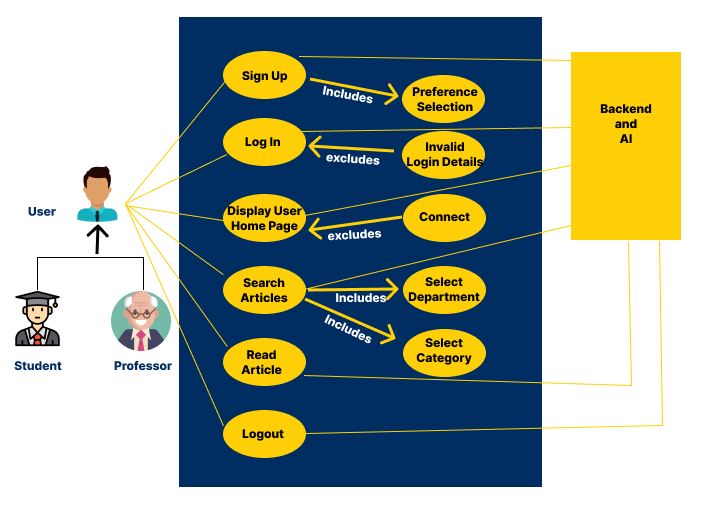 Sign Up
Includes
Preference
Selection
Backend
and
AI
Log In
excludes
Invalid
Login Details
User
Display User
Home Page
excludes
Connect
Search
Articles
Includes
Select
Department
Includes
Select
Category
Student
Professor
Read
Article
Logout